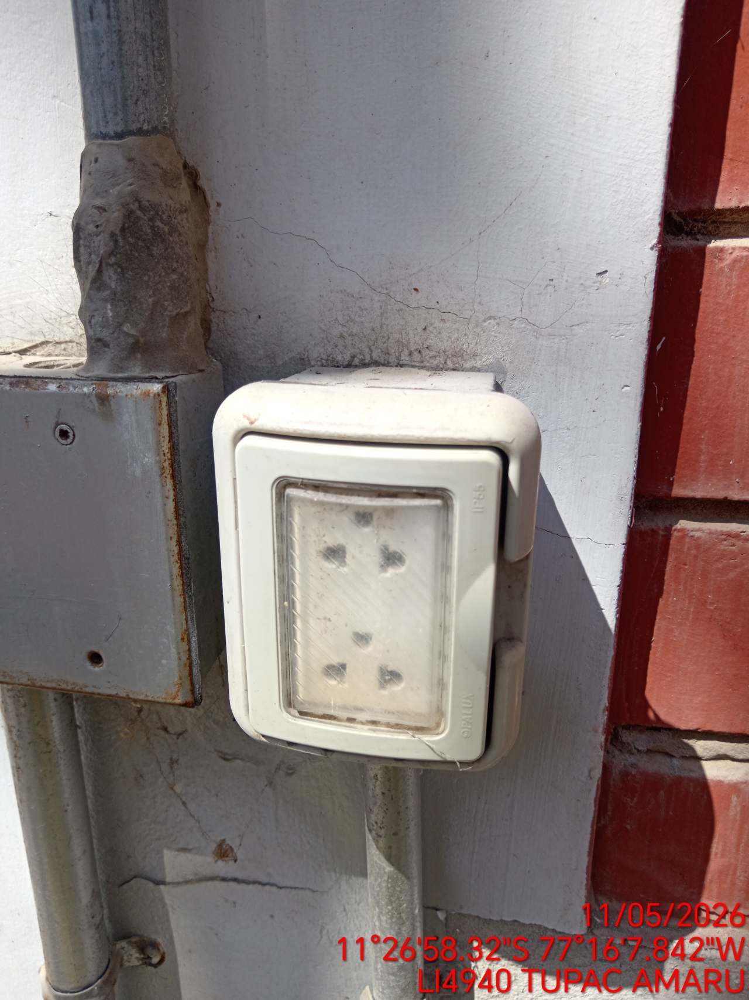 IP55
OPALUX
11/05/2026
11°26'58.32"S 77°16'7.842"W
LI4940 TUPAC AMARU